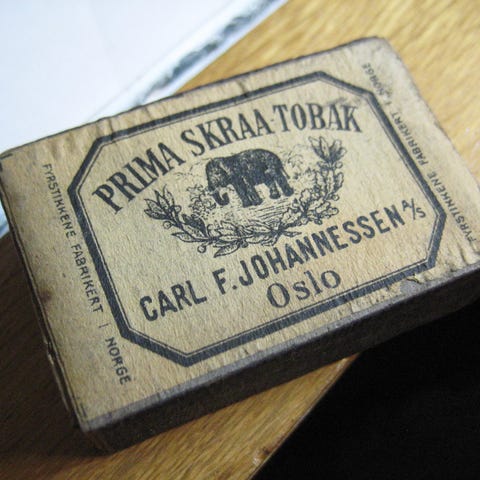 PRIMA SKRAA-TOBAK
CARL F. JOHANNESSEN A/S
Oslo
FYRSTIKKENE FABRIKERT I NORGE
FYRSTIKKENE FABRIKERT I NORGE